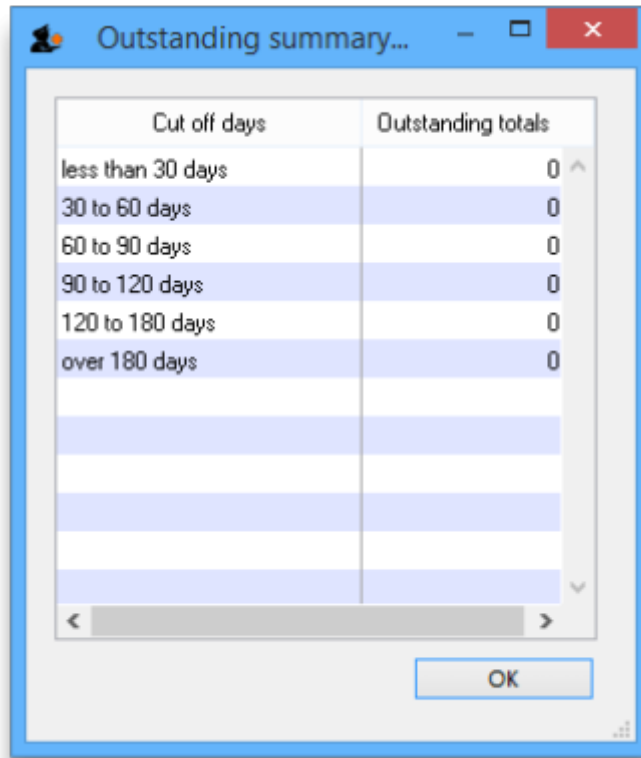 Outstanding summary...
Cut off days Outstanding totals
less than 30 days 0
30 to 60 days 0
60 to 90 days 0
90 to 120 days 0
120 to 180 days 0
over 180 days 0
OK